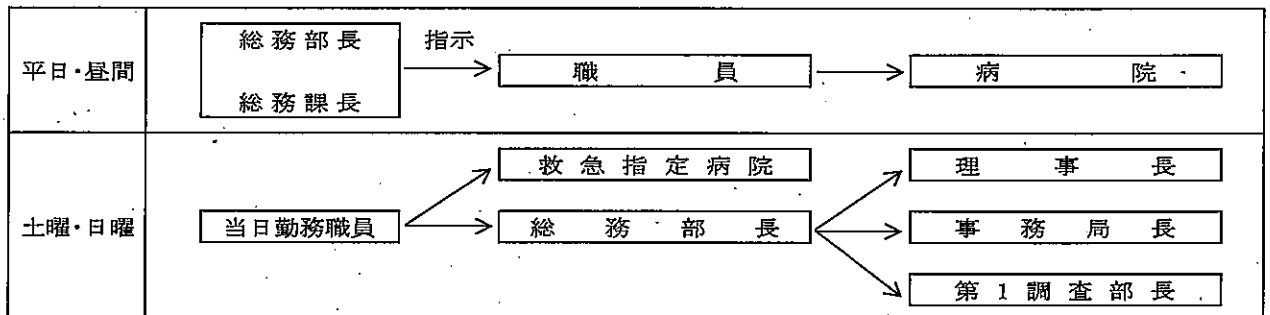 平日・昼間
総務部長
総務課長
指示
職員
病院
土曜・日曜
当日勤務職員
救急指定病院
総務部長
理事長
事務局長
第1調査部長